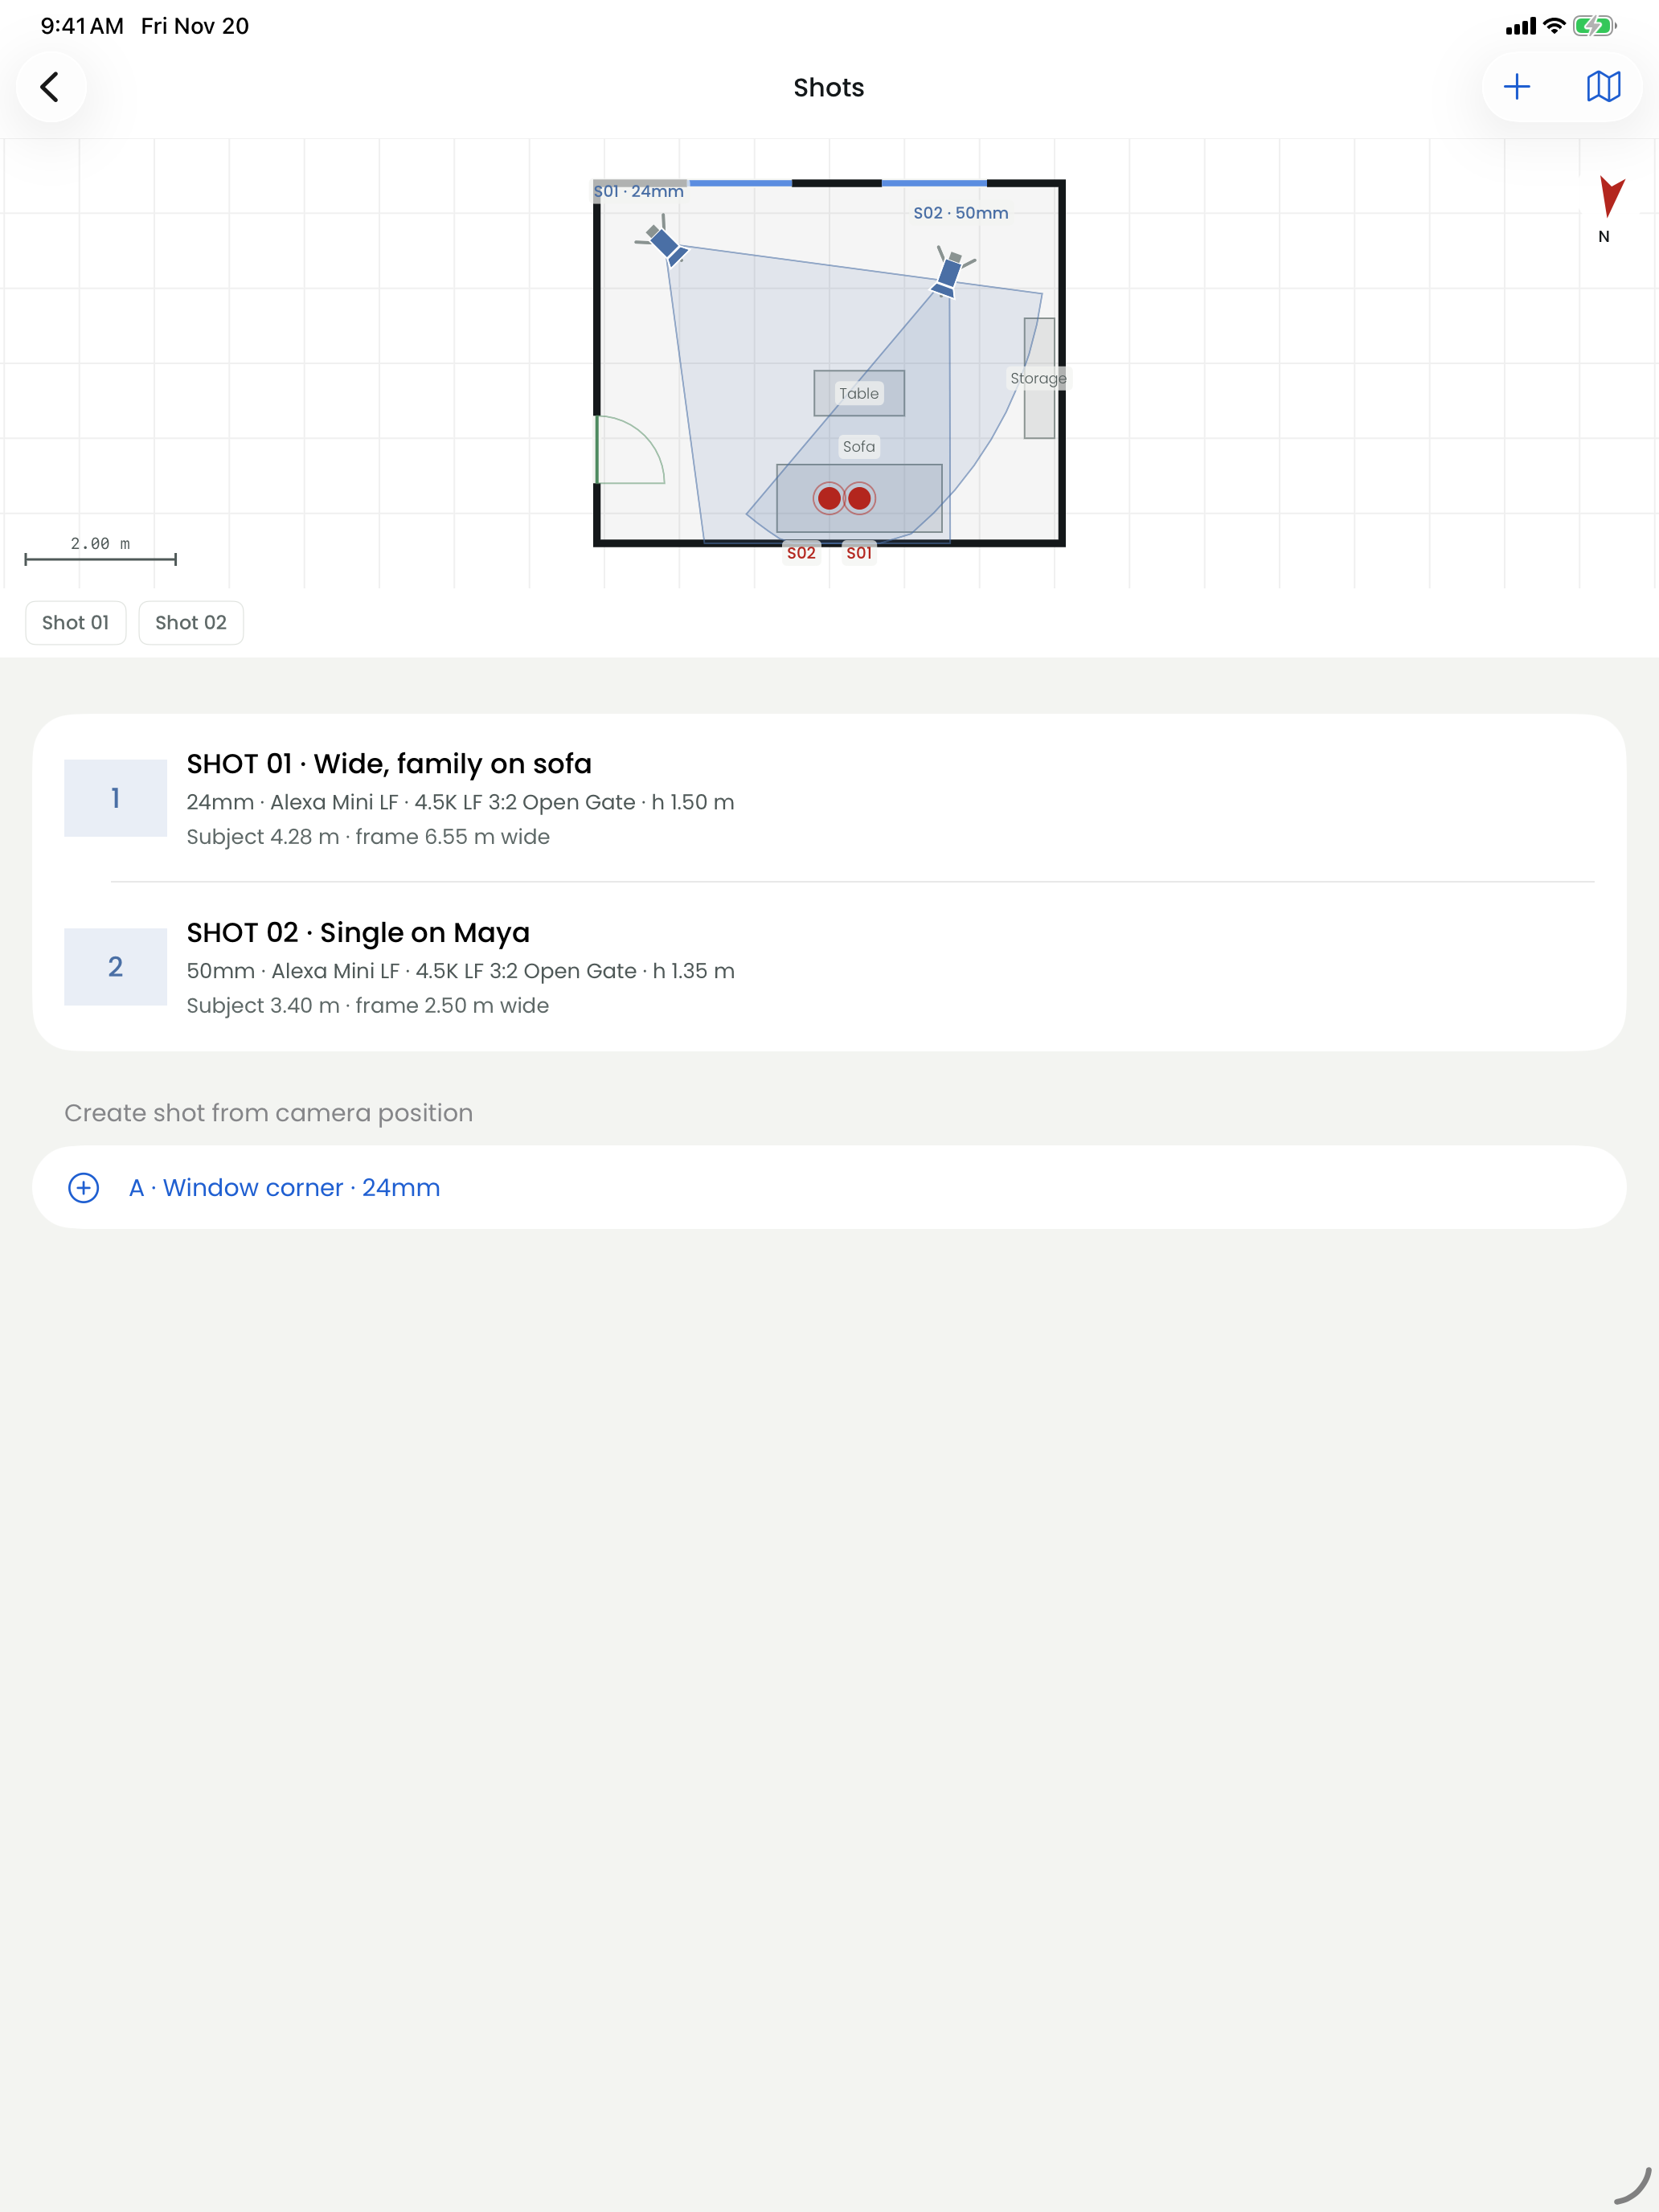 9:41 AM Fri Nov 20
Shots
S01 · 24mm
S02 · 50mm
N
Storage
Table
Sofa
2.00 m
S02
S01
Shot 01
Shot 02
1
SHOT 01 · Wide, family on sofa
24mm · Alexa Mini LF · 4.5K LF 3:2 Open Gate · h 1.50 m
Subject 4.28 m · frame 6.55 m wide
2
SHOT 02 · Single on Maya
50mm · Alexa Mini LF · 4.5K LF 3:2 Open Gate · h 1.35 m
Subject 3.40 m · frame 2.50 m wide
Create shot from camera position
A · Window corner · 24mm